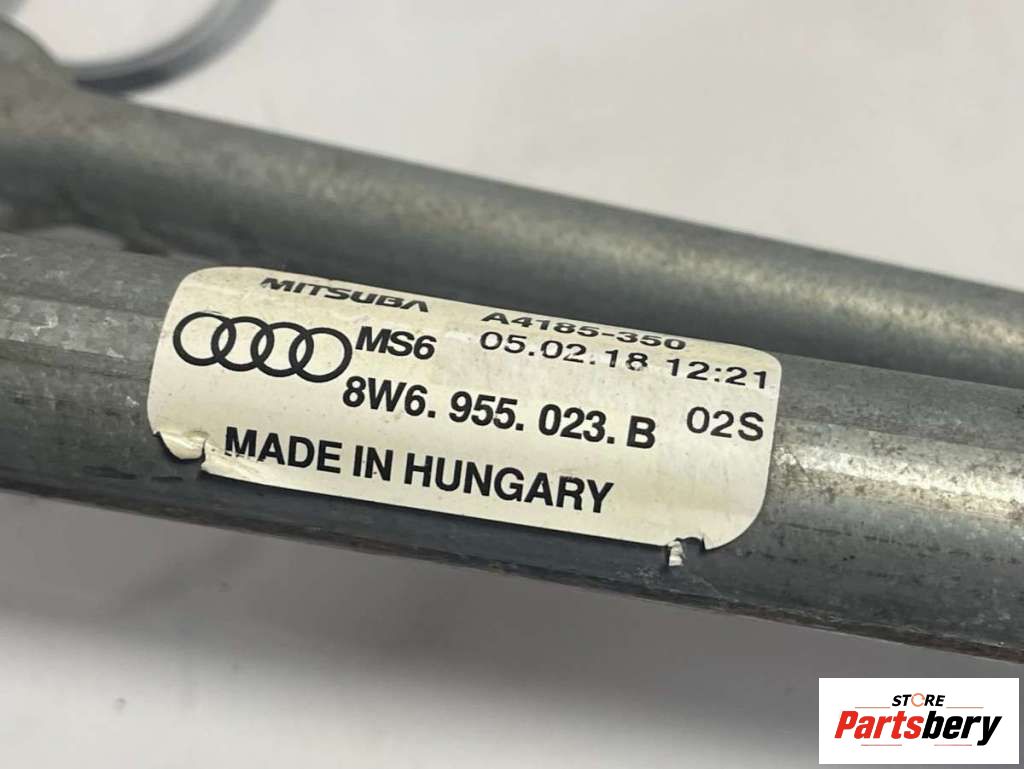 MITSUBA A4185-350
MS6 05.02.18 12:21
8W6. 955. 023. B 02S
MADE IN HUNGARY
STORE
Partsbery